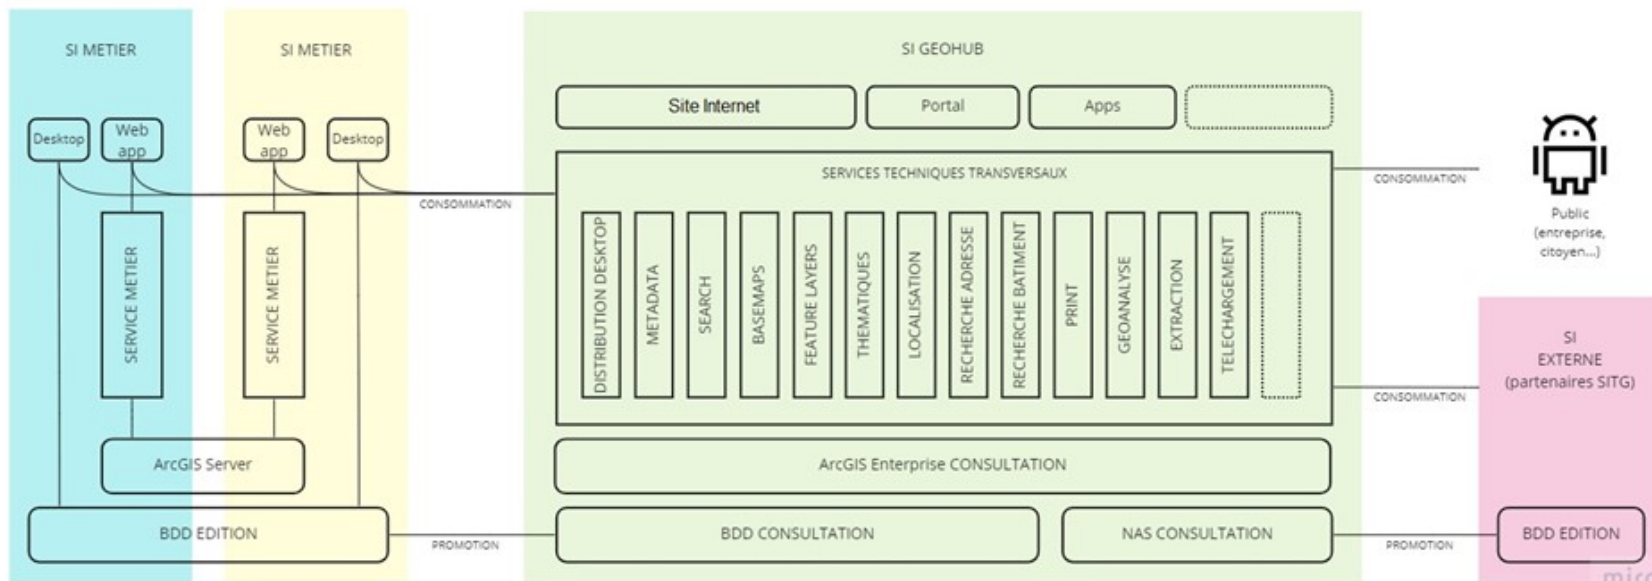 SI METIER
SI METIER
SI GEOHUB
Site Internet
Portal
Apps
Desktop
Web
app
Web
app
Desktop
SERVICES TECHNIQUES TRANSVERSAUX
CONSOMMATION
CONSOMMATION
Public
(entreprise,
citoyen...)
SERVICE METIER
SERVICE METIER
DISTRIBUTION DESKTOP
METADATA
SEARCH
BASEMAPS
FEATURE LAYERS
THEMATIQUES
LOCALISATION
RECHERCHE ADRESSE
RECHERCHE BATIMENT
PRINT
GEOANALYSE
EXTRACTION
TELECHARGEMENT
SI
EXTERNE
(partenaires SITG)
CONSOMMATION
ArcGIS Server
ArcGIS Enterprise CONSULTATION
BDD EDITION
PROMOTION
BDD CONSULTATION
NAS CONSULTATION
PROMOTION
BDD EDITION